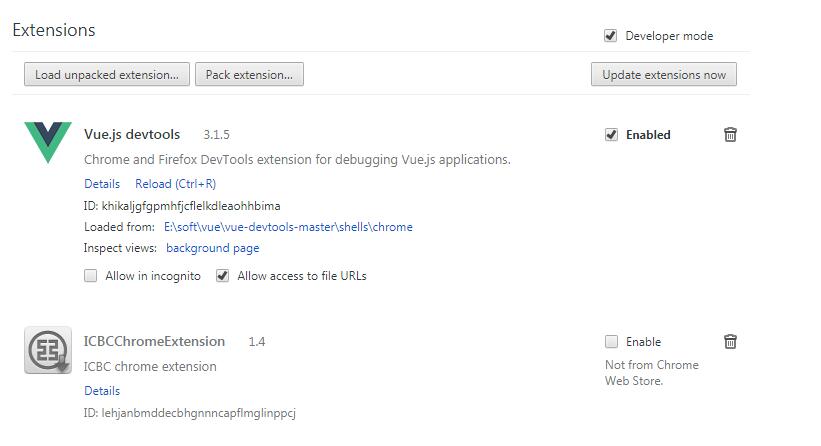 Extensions
Developer mode
Load unpacked extension... Pack extension... Update extensions now
Vue.js devtools 3.1.5 Enabled
Chrome and Firefox DevTools extension for debugging Vue.js applications.
Details Reload (Ctrl+R)
ID: khikaljgfgpmhfjcflelkdleaohhbima
Loaded from: E:\soft\vue\vue-devtools-master\shells\chrome
Inspect views: background page
Allow in incognito Allow access to file URLs
ICBCChromeExtension 1.4 Enable
ICBC chrome extension Not from Chrome
Web Store.
Details
ID: lehjanbmddecbhgnnncapflmglinppcj